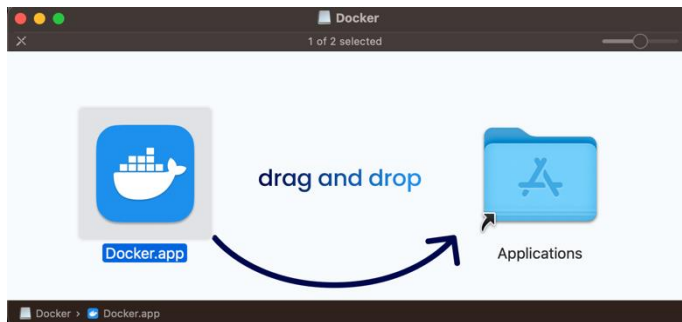 Docker
1 of 2 selected
drag and drop
Docker.app
Applications
Docker › Docker.app